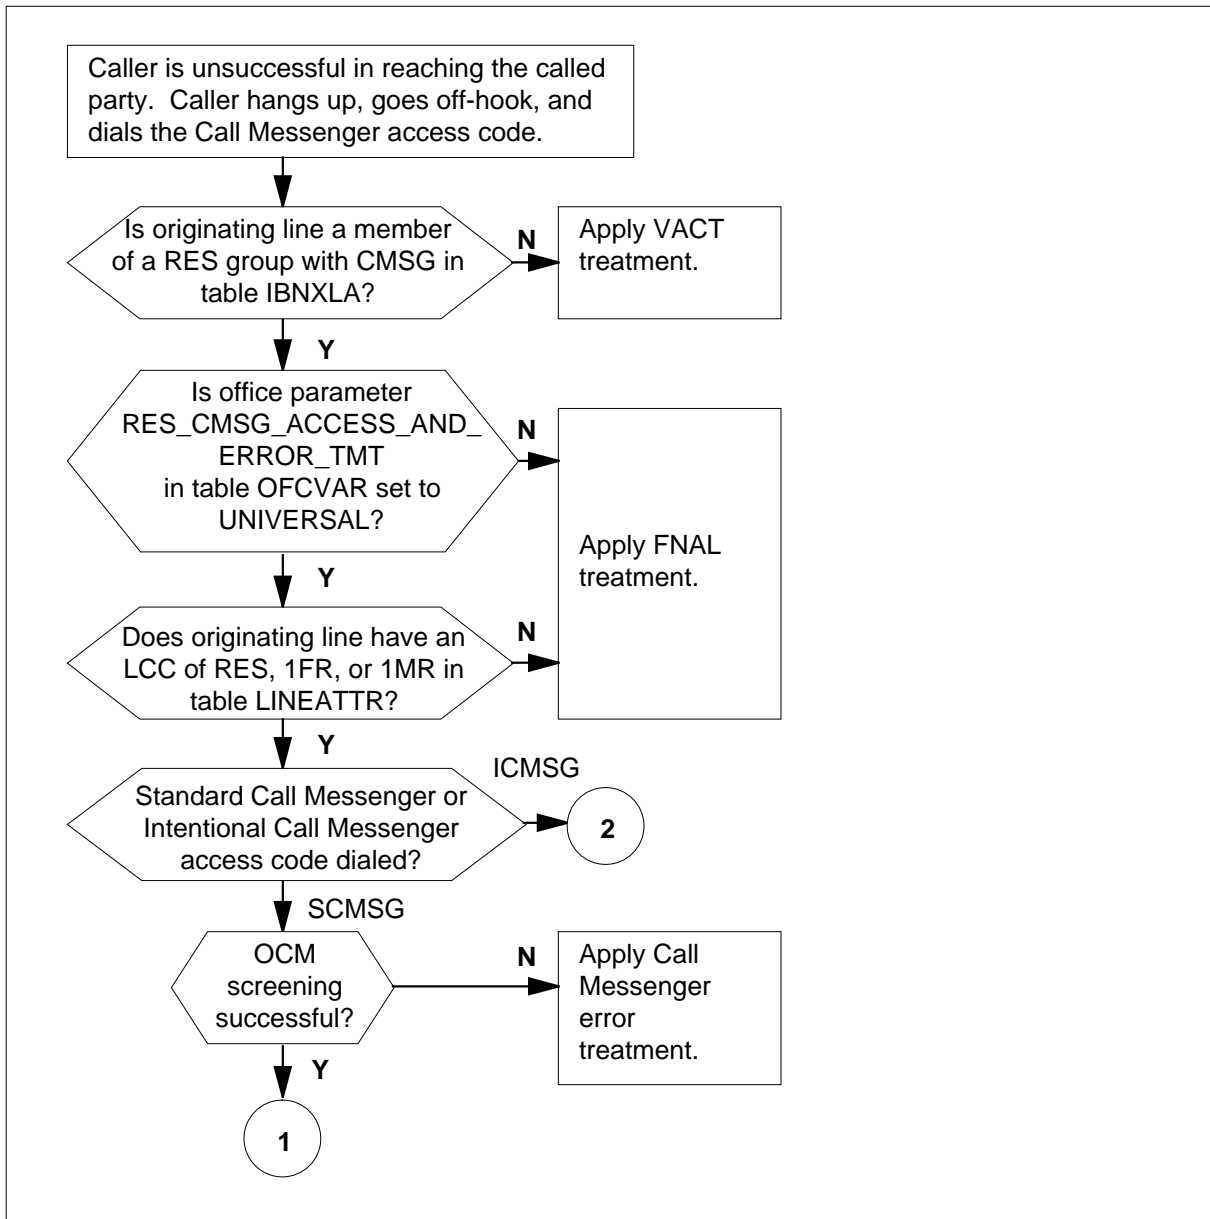 Caller is unsuccessful in reaching the called
party.  Caller hangs up, goes off-hook, and
dials the Call Messenger access code.
Is originating line a member
of a RES group with CMSG in
table IBNXLA?
N
Apply VACT
treatment.
Y
Is office parameter
RES_CMSG_ACCESS_AND_
ERROR_TMT
in table OFCVAR set to
UNIVERSAL?
N
Apply FNAL
treatment.
Y
Does originating line have an
LCC of RES, 1FR, or 1MR in
table LINEATTR?
N
Y
Standard Call Messenger or
Intentional Call Messenger
access code dialed?
ICMSG
2
SCMSG
OCM
screening
successful?
N
Apply Call
Messenger
error
treatment.
Y
1